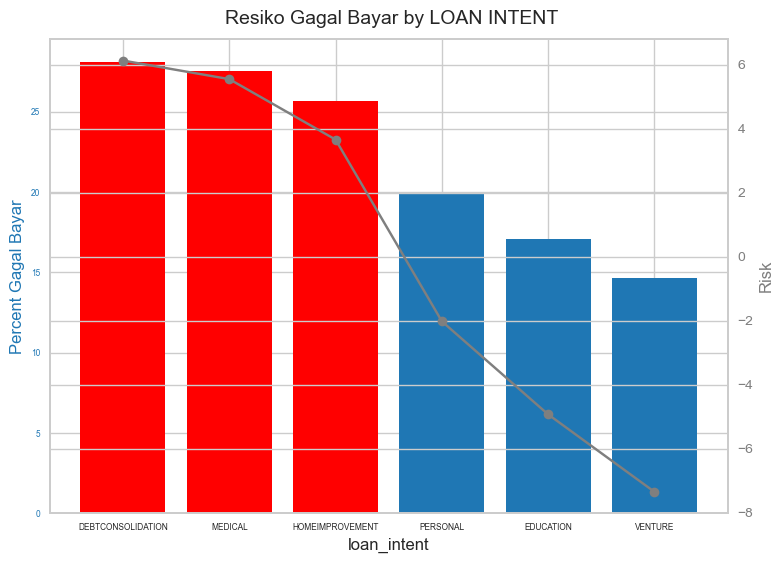 Resiko Gagal Bayar by LOAN INTENT
Percent Gagal Bayar
25
20
15
10
5
0
6
4
2
0
−2
−4
−6
−8
Risk
DEBTCONSOLIDATION MEDICAL HOMEIMPROVEMENT PERSONAL EDUCATION VENTURE
loan_intent